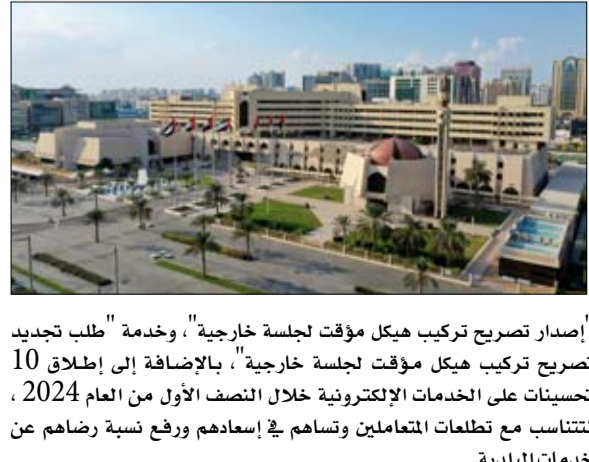 "إصدار تصريح تركيب هيكل مؤقت لجلسة خارجية"، وخدمة "طلب تجديد
تصريح تركيب هيكل مؤقت لجلسة خارجية"، بالإضافة إلى إطلاق 10
تحسينات على الخدمات الإلكترونية خلال النصف الأول من العام 2024 ،
لتتناسب مع تطلعات المتعاملين وتساهم في إسعادهم ورفع نسبة رضاهم عن
خدمات البلدية